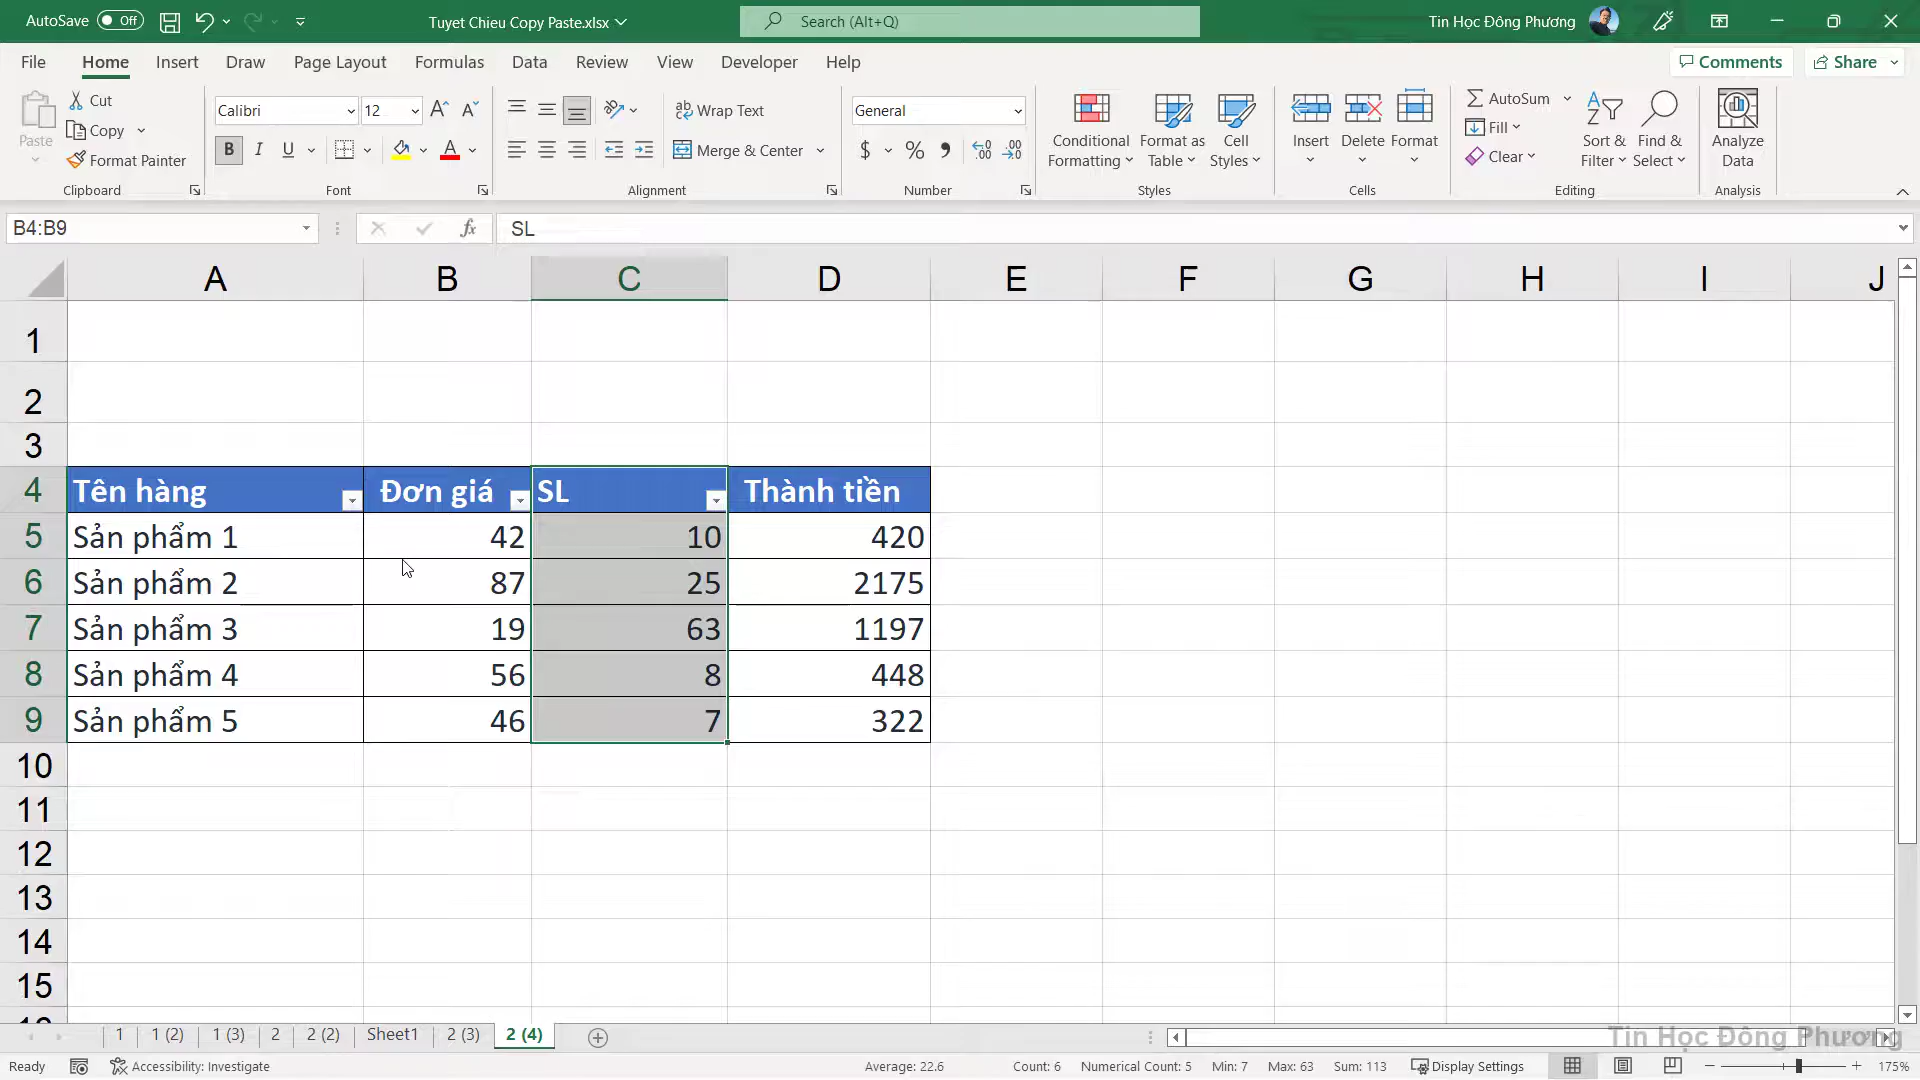 AutoSave Off Tuyet Chieu Copy Paste.xlsx Search (Alt+Q) Tin Học Đông Phương
File Home Insert Draw Page Layout Formulas Data Review View Developer Help Comments Share
Paste Cut Copy Format Painter
Clipboard
Calibri 12
B I U A
Font
Wrap Text
Merge & Center
Alignment
General
$ % ,
Number
Conditional Formatting Format as Table Cell Styles
Styles
Insert Delete Format
Cells
AutoSum
Fill
Clear
Sort & Filter Find & Select
Editing
Analyze Data
Analysis
B4:B9 fx SL
A B C D E F G H I J
1
2
3
4 Tên hàng Đơn giá SL Thành tiền
5 Sản phẩm 1 42 10 420
6 Sản phẩm 2 87 25 2175
7 Sản phẩm 3 19 63 1197
8 Sản phẩm 4 56 8 448
9 Sản phẩm 5 46 7 322
10
11
12
13
14
15
1 1 (2) 1 (3) 2 2 (2) Sheet1 2 (3) 2 (4) Tin Học Đông Phương
Ready Accessibility: Investigate Average: 22.6 Count: 6 Numerical Count: 5 Min: 7 Max: 63 Sum: 113 Display Settings 175%